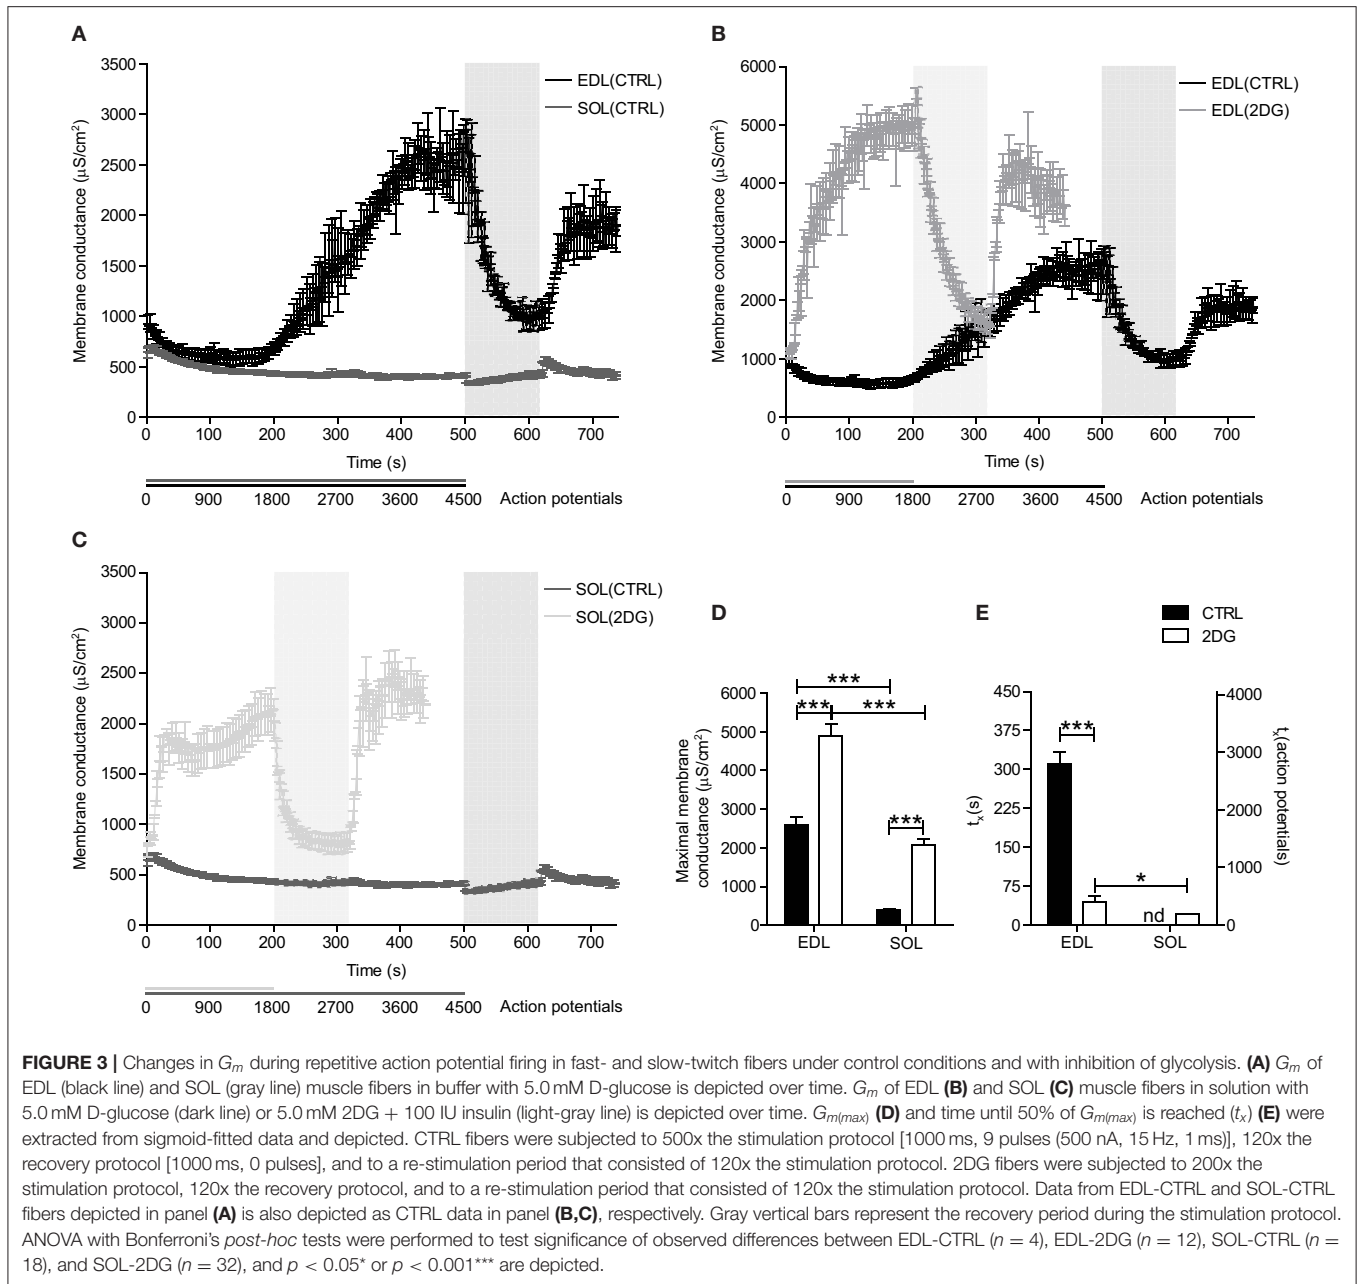 A
3500
3000
2500
2000
1500
1000
500
0
Membrane conductance (µS/cm²)
EDL(CTRL)
SOL(CTRL)
0 100 200 300 400 500 600 700
Time (s)
0 900 1800 2700 3600 4500 Action potentials
B
6000
5000
4000
3000
2000
1000
0
Membrane conductance (µS/cm²)
EDL(CTRL)
EDL(2DG)
0 100 200 300 400 500 600 700
Time (s)
0 900 1800 2700 3600 4500 Action potentials
C
3500
3000
2500
2000
1500
1000
500
0
Membrane conductance (µS/cm²)
SOL(CTRL)
SOL(2DG)
0 100 200 300 400 500 600 700
Time (s)
0 900 1800 2700 3600 4500 Action potentials
D
6000
5000
4000
3000
2000
1000
0
Maximal membrane
conductance (µS/cm²)
***
*** ***
***
EDL SOL
E
CTRL
2DG
450
375
300
225
150
75
0
tx(s)
***
*
nd
EDL SOL
4000
3000
2000
1000
0
tx(action potentials)
FIGURE 3 | Changes in Gm during repetitive action potential firing in fast- and slow-twitch fibers under control conditions and with inhibition of glycolysis. (A) Gm of
EDL (black line) and SOL (gray line) muscle fibers in buffer with 5.0 mM D-glucose is depicted over time. Gm of EDL (B) and SOL (C) muscle fibers in solution with
5.0 mM D-glucose (dark line) or 5.0 mM 2DG + 100 IU insulin (light-gray line) is depicted over time. Gm(max) (D) and time until 50% of Gm(max) is reached (tx) (E) were
extracted from sigmoid-fitted data and depicted. CTRL fibers were subjected to 500x the stimulation protocol [1000 ms, 9 pulses (500 nA, 15 Hz, 1 ms)], 120x the
recovery protocol [1000 ms, 0 pulses], and to a re-stimulation period that consisted of 120x the stimulation protocol. 2DG fibers were subjected to 200x the
stimulation protocol, 120x the recovery protocol, and to a re-stimulation period that consisted of 120x the stimulation protocol. Data from EDL-CTRL and SOL-CTRL
fibers depicted in panel (A) is also depicted as CTRL data in panel (B,C), respectively. Gray vertical bars represent the recovery period during the stimulation protocol.
ANOVA with Bonferroni's post-hoc tests were performed to test significance of observed differences between EDL-CTRL (n = 4), EDL-2DG (n = 12), SOL-CTRL (n =
18), and SOL-2DG (n = 32), and p < 0.05* or p < 0.001*** are depicted.